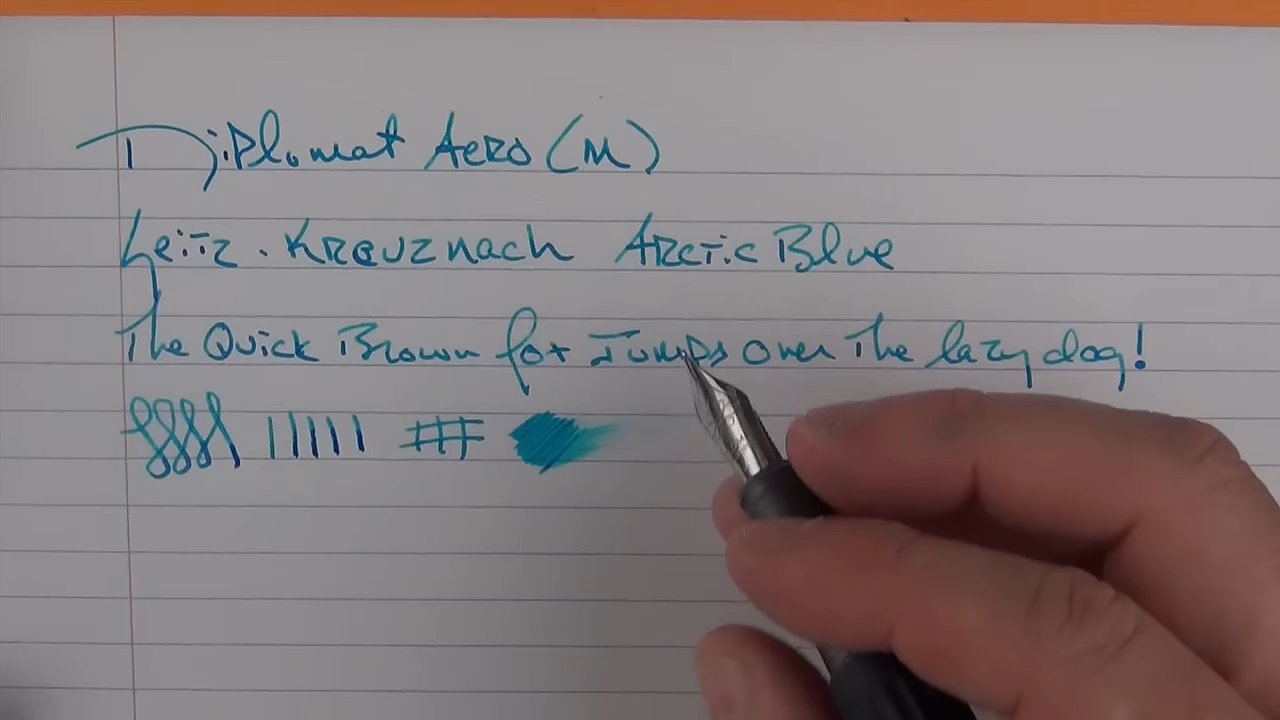 Diplomat Aero (M)
Leitz. Kreuznach Arctic Blue
The Quick Brown fox Jumps over The lazy dog!